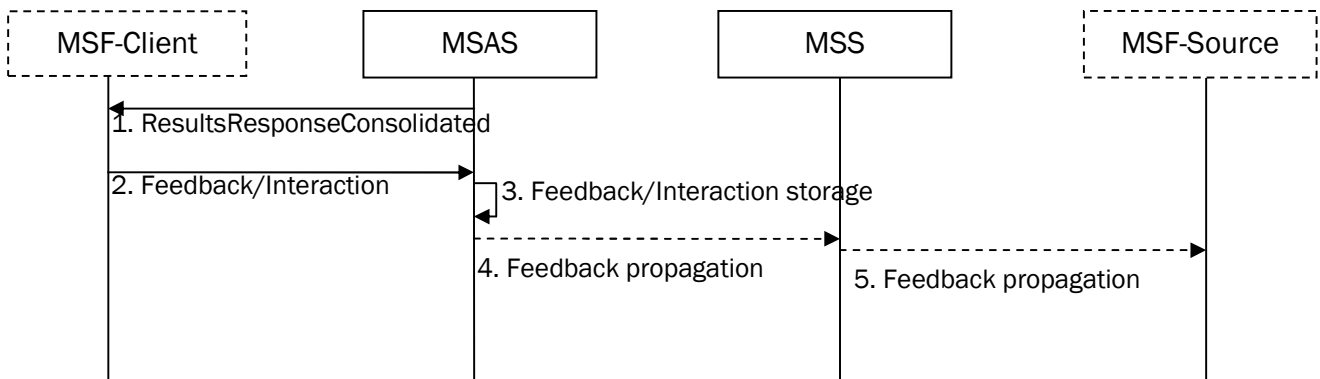 MSF-Client
MSAS
MSS
MSF-Source
1. ResultsResponseConsolidated
2. Feedback/Interaction
3. Feedback/Interaction storage
4. Feedback propagation
5. Feedback propagation